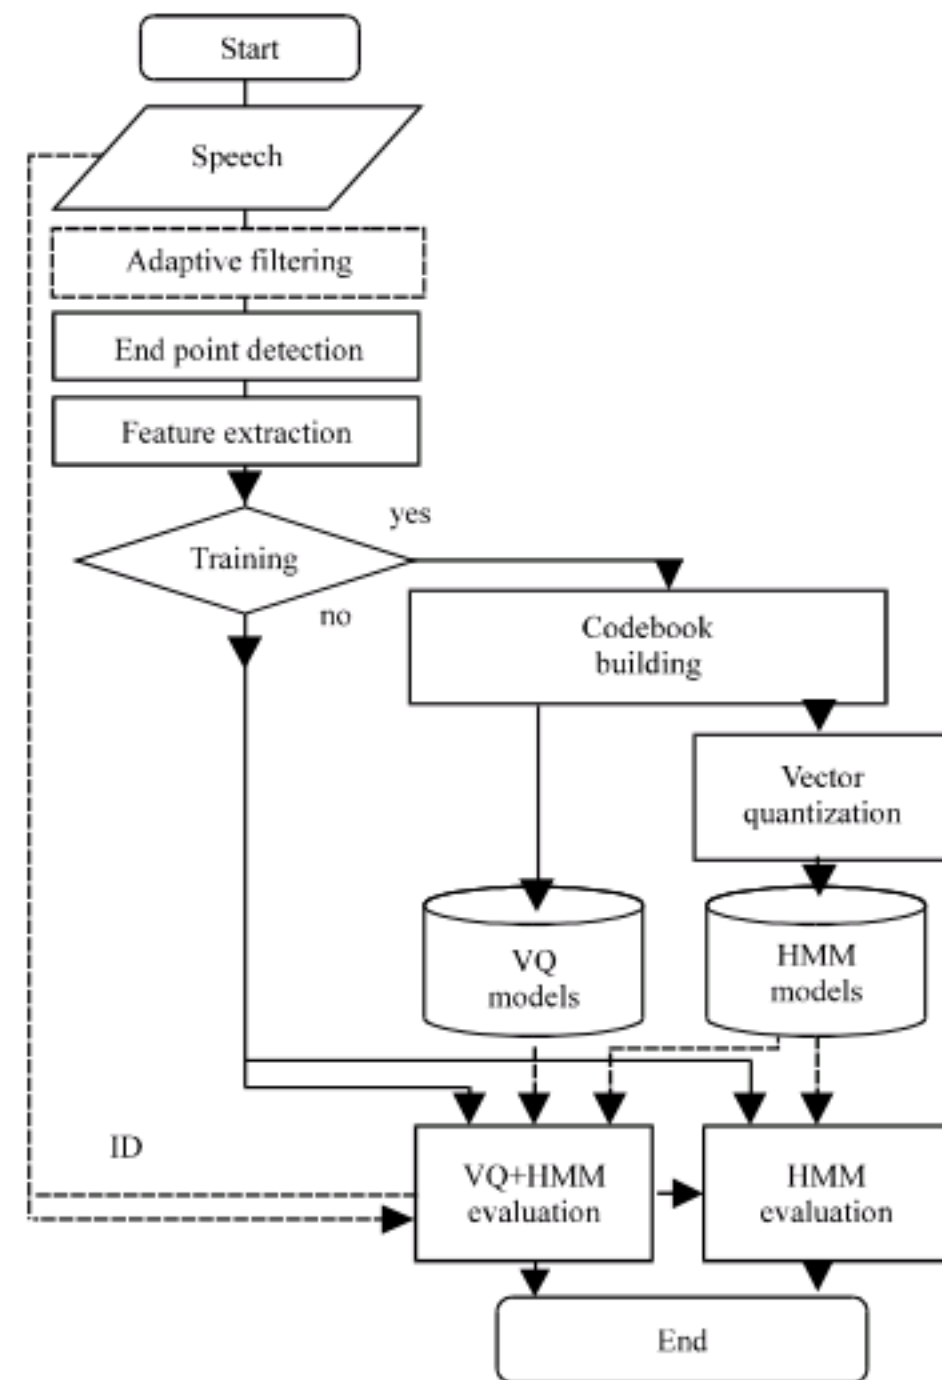 Start
Speech
Adaptive filtering
End point detection
Feature extraction
yes
Training
no
Codebook
building
Vector
quantization
VQ
models
HMM
models
ID
VQ+HMM
evaluation
HMM
evaluation
End